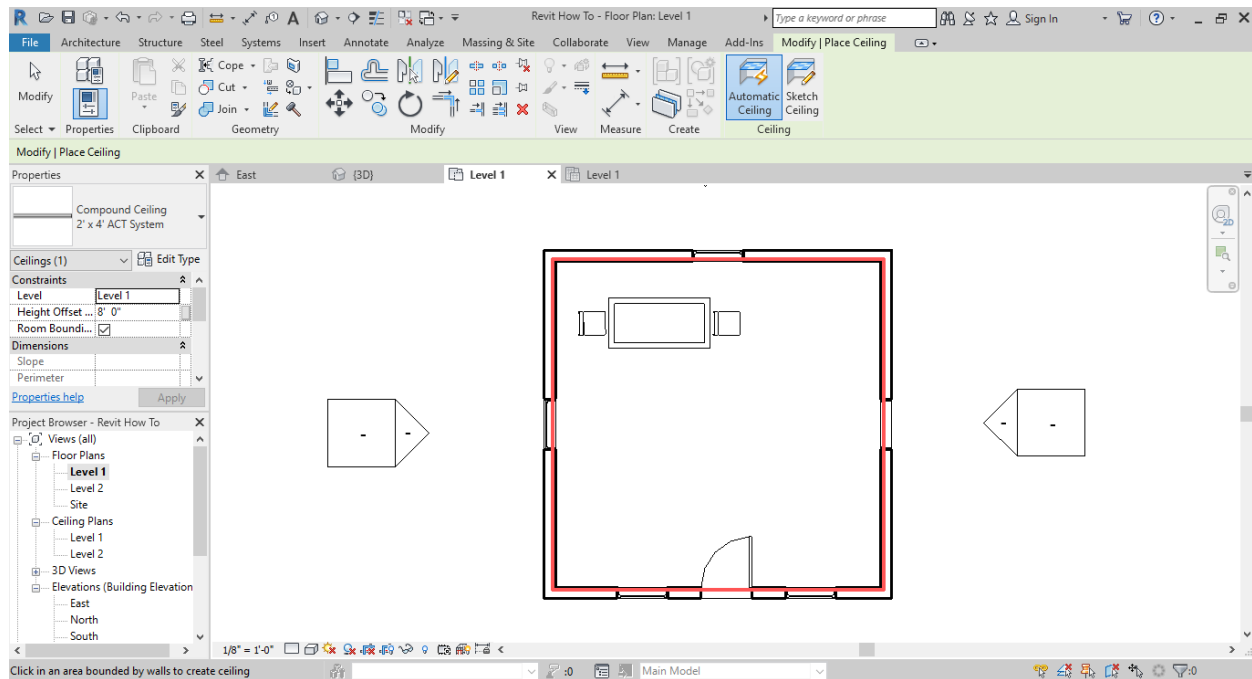 Revit How To - Floor Plan: Level 1
Type a keyword or phrase
Sign In
File Architecture Structure Steel Systems Insert Annotate Analyze Massing & Site Collaborate View Manage Add-Ins Modify | Place Ceiling
Modify
Paste
Cope
Cut
Join
Automatic Ceiling
Sketch Ceiling
Select Properties Clipboard Geometry Modify View Measure Create Ceiling
Modify | Place Ceiling
Properties X
East {3D} Level 1 X Level 1
Compound Ceiling
2' x 4' ACT System
Ceilings (1) Edit Type
Constraints
Level Level 1
Height Offset ... 8' 0"
Room Boundi...
Dimensions
Slope
Perimeter
Properties help Apply
Project Browser - Revit How To X
Views (all)
Floor Plans
Level 1
Level 2
Site
Ceiling Plans
Level 1
Level 2
3D Views
Elevations (Building Elevation
East
North
South
2D
- -
- -
1/8" = 1'-0"
Click in an area bounded by walls to create ceiling
:0 Main Model :0